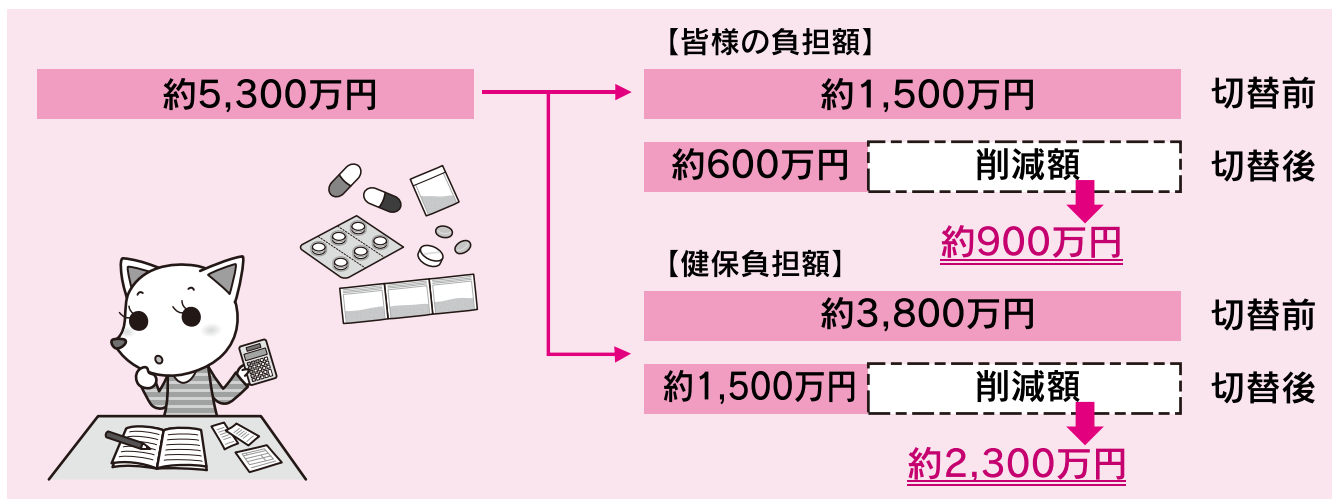 約5,300万円
【皆様の負担額】
約1,500万円
切替前
約600万円
削減額
切替後
約900万円
【健保負担額】
約3,800万円
切替前
約1,500万円
削減額
切替後
約2,300万円